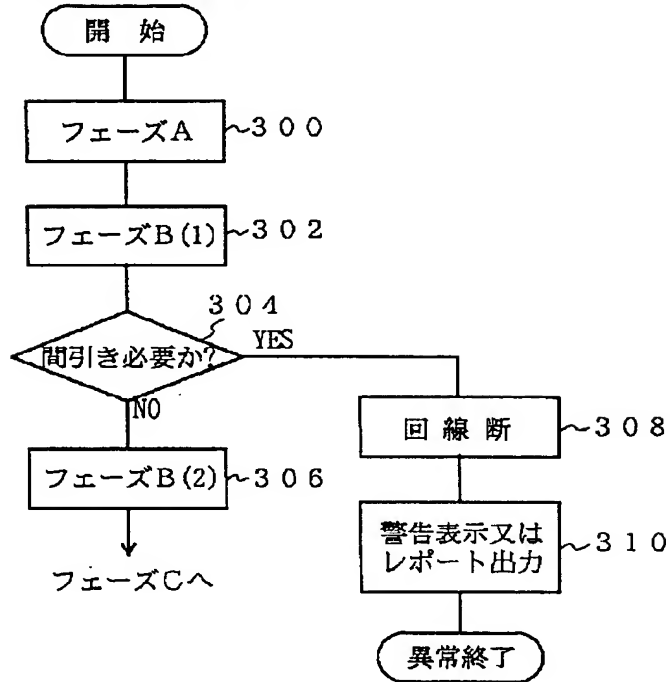 開 始
フェーズA
~300
フェーズB(1)
~302
304
間引き必要か?
YES
NO
フェーズB(2)
~306
フェーズCへ
回 線 断
~308
警告表示又は
レポート出力
~310
異常終了